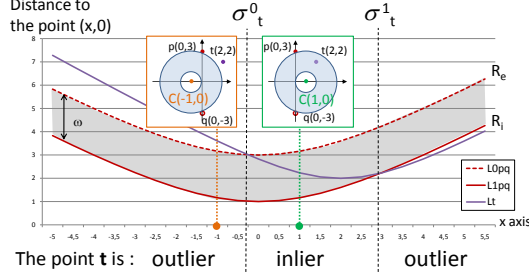 Distance to
the point (x,0)
σ⁰ₜ
σ¹ₜ
8
7
6
5
4
3
2
1
0
ω
p(0,3)
t(2,2)
C(-1,0)
q(0,-3)
p(0,3)
t(2,2)
C(1,0)
q(0,-3)
Rₑ
Rᵢ
L0pq
L1pq
Lt
-5 -4,5 -4 -3,5 -3 -2,5 -2 -1,5 -1 -0,5 0 0,5 1 1,5 2 2,5 3 3,5 4 4,5 5 5,5
x axis
The point t is : outlier inlier outlier